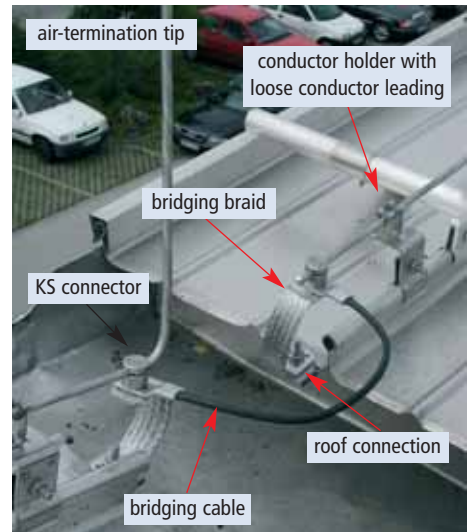 air-termination tip
conductor holder with
loose conductor leading
bridging braid
KS connector
roof connection
bridging cable